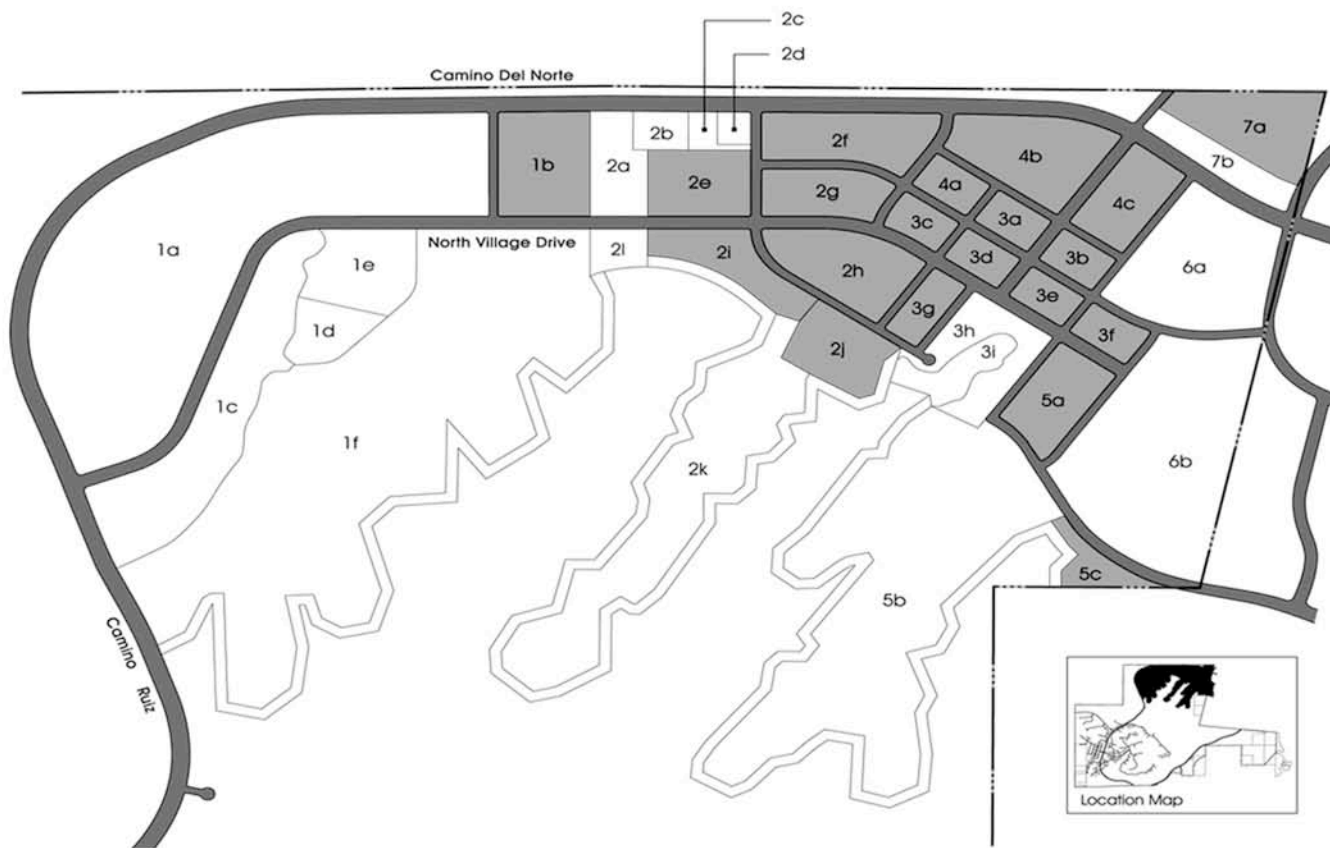 2c
2d
Camino Del Norte
7a
2b
2f
4b
7b
1b
2a
2e
4a
2g
4c
3c
3a
1a
North Village Drive
1e
2l
2i
2h
3d
3b
6a
3e
3g
1d
3h
3f
2j
3i
1c
5a
1f
2k
6b
5c
5b
Camino Ruiz
Location Map